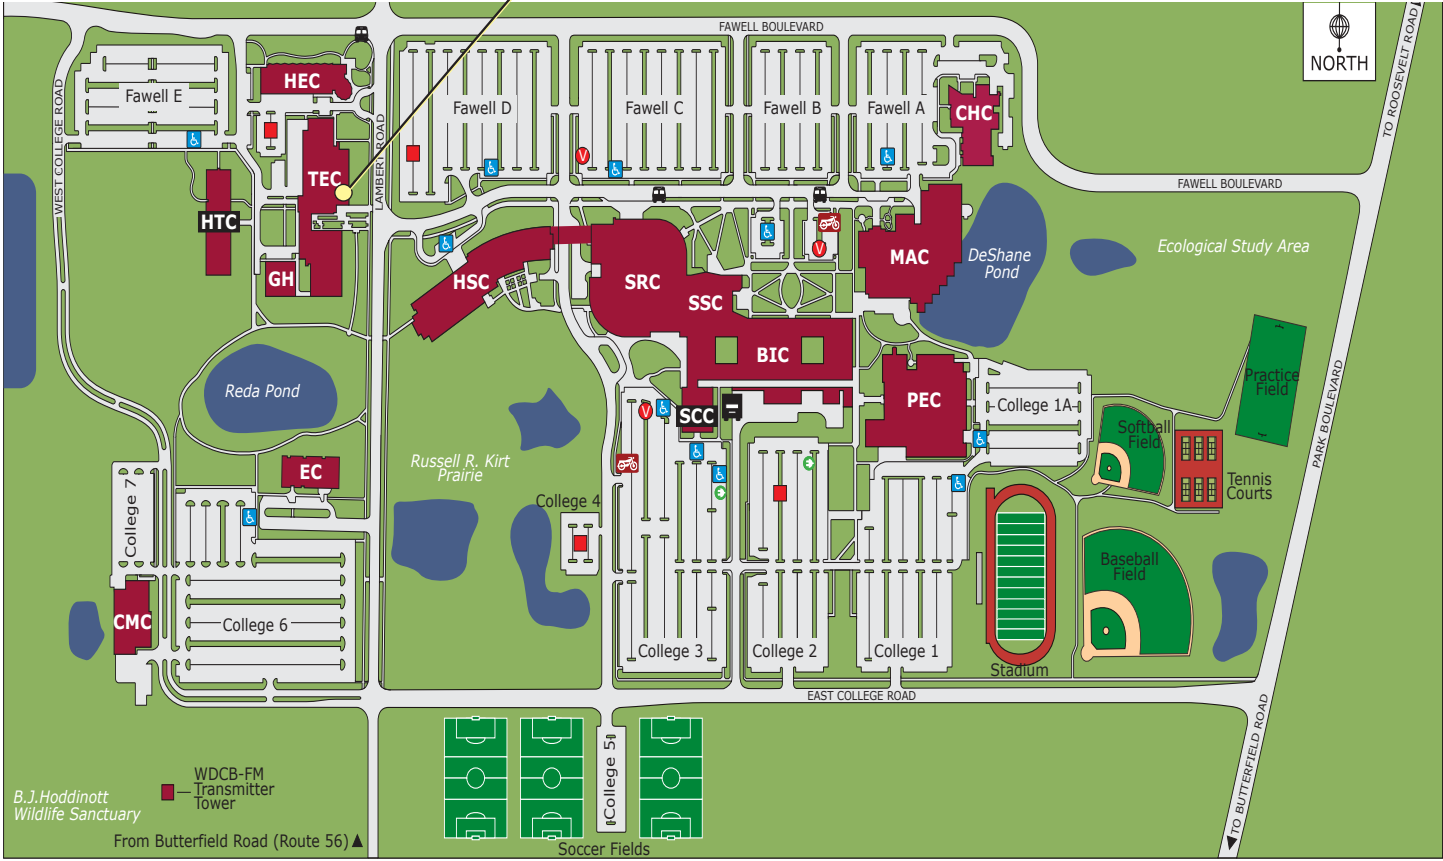 FAWELL BOULEVARD
NORTH
TO ROOSEVELT ROAD
WEST COLLEGE ROAD
Fawell E
HEC
LAMBERT ROAD
Fawell D
Fawell C
Fawell B
Fawell A
CHC
V
TEC
HTC
GH
FAWELL BOULEVARD
HSC
SRC
SSC
V
MAC
DeShane
Pond
Ecological Study Area
BIC
Reda Pond
PEC
College 1A
Practice
Field
PARK BOULEVARD
V
SCC
Softball
Field
Russell R. Kirt
Prairie
EC
Tennis
Courts
College 7
College 4
Baseball
Field
CMC
College 6
College 3
College 2
College 1
Stadium
EAST COLLEGE ROAD
College 5
WDCB-FM
Transmitter
Tower
B.J.Hoddinott
Wildlife Sanctuary
From Butterfield Road (Route 56)
Soccer Fields
TO BUTTERFIELD ROAD